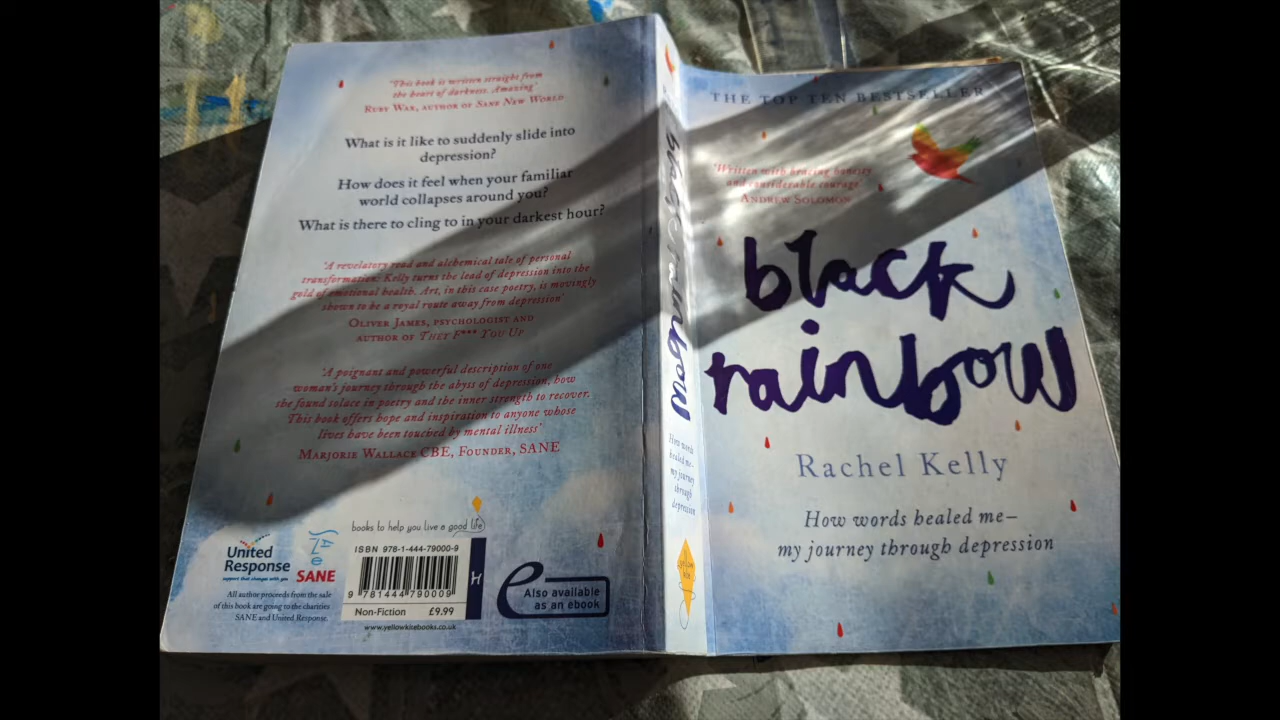 'This book is written straight from
the heart of darkness. Amazing'
Ruby Wax, author of Sane New World
What is it like to suddenly slide into
depression?
How does it feel when your familiar
world collapses around you?
What is there to cling to in your darkest hour?
'A revelatory read and alchemical tale of personal
transformation: Kelly turns the lead of depression into the
gold of emotional health. Art, in this case poetry, is movingly
shown to be a royal route away from depression'
Oliver James, psychologist and
author of They F*** You Up
'A poignant and powerful description of one
woman's journey through the abyss of depression, how
she found solace in poetry and the inner strength to recover.
This book offers hope and inspiration to anyone whose
lives have been touched by mental illness'
Marjorie Wallace CBE, Founder, SANE
books to help you live a good life
United
Response
support that changes with you
SANE
SANE
All author proceeds from the sale
of this book are going to the charities
SANE and United Response.
ISBN 978-1-444-79000-9
9 781444 790009
Non-Fiction £9.99
www.yellowkitebooks.co.uk
H
e
Also available
as an ebook
black rainbow
How words
healed me–
my journey
through
depression
yellow
kite
THE TOP TEN BESTSELLER
'Written with bracing honesty
and considerable courage'
Andrew Solomon
black
rainbow
Rachel Kelly
How words healed me–
my journey through depression